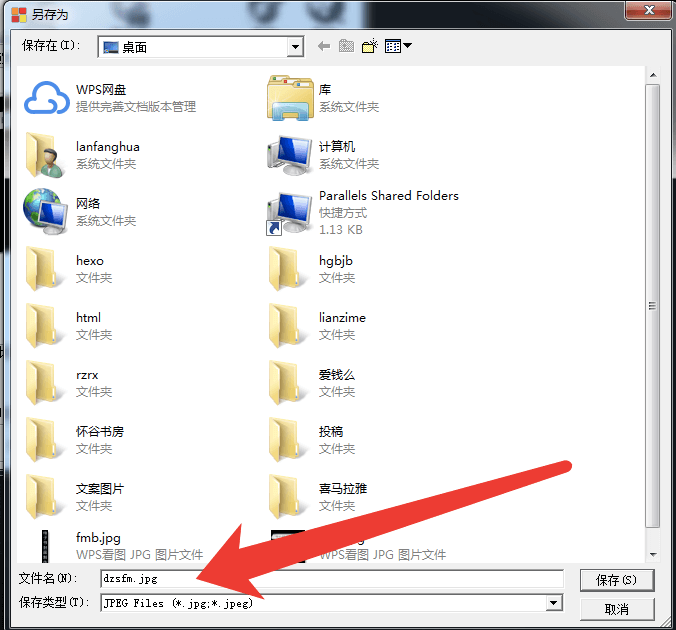 另存为
保存在(I): 桌面
WPS网盘
提供完善文档版本管理
库
系统文件夹
lanfanghua
系统文件夹
计算机
系统文件夹
网络
系统文件夹
Parallels Shared Folders
快捷方式
1.13 KB
hexo
文件夹
hgbjb
文件夹
html
文件夹
lianzime
文件夹
rzrx
文件夹
爱钱么
文件夹
怀谷书房
文件夹
投稿
文件夹
文案图片
文件夹
喜马拉雅
文件夹
fmb.jpg
WPS看图 JPG 图片文件
WPS看图 JPG 图片文件
文件名(N): dzsfm.jpg
保存(S)
保存类型(T): JPEG Files (*.jpg;*.jpeg)
取消